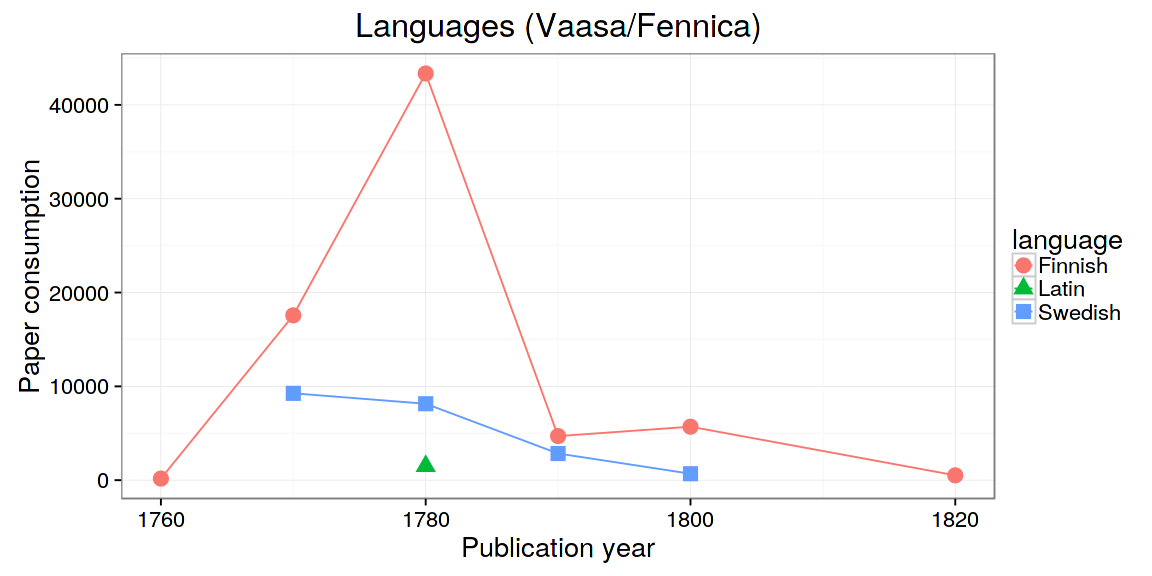 Languages (Vaasa/Fennica)
Paper consumption
40000
30000
20000
10000
0
1760
1780
1800
1820
Publication year
language
Finnish
Latin
Swedish